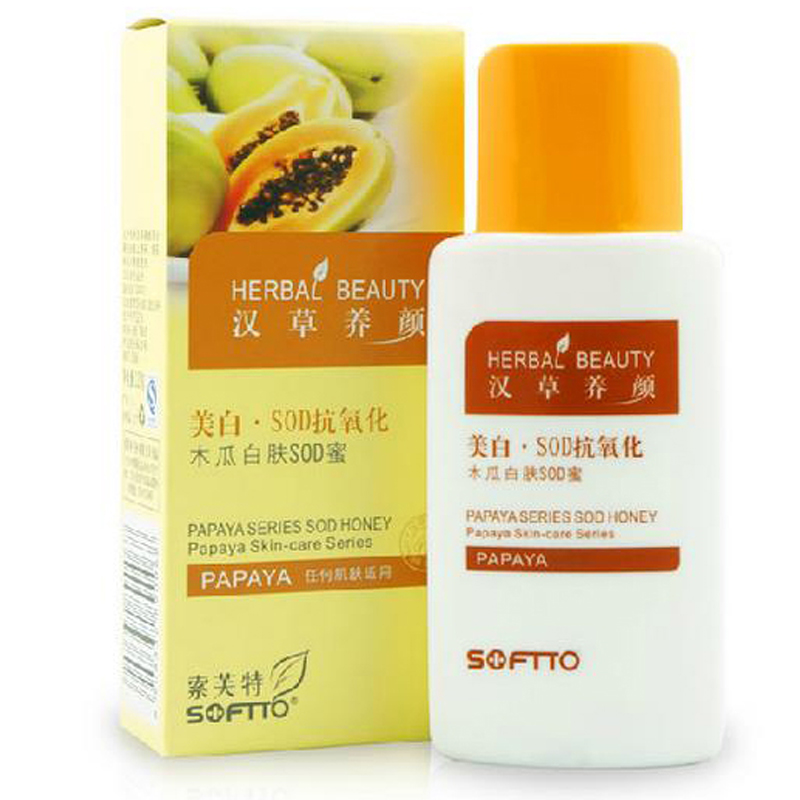 HERBAL BEAUTY
汉草养颜
美白·SOD抗氧化
木瓜白肤SOD蜜
PAPAYA SERIES SOD HONEY
Papaya Skin-care Series
PAPAYA 任何肌肤适用
索芙特
SOFTTO®
HERBAL BEAUTY
汉草养颜
美白·SOD抗氧化
木瓜白肤SOD蜜
PAPAYA SERIES SOD HONEY
Papaya Skin-care Series
PAPAYA
SOFTTO